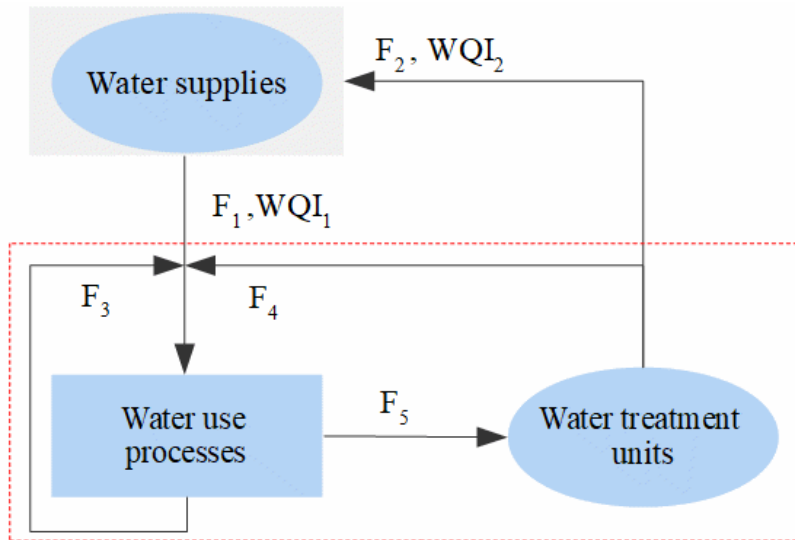 Water supplies
F₂, WQI₂
F₁,WQI₁
F₃
F₄
Water use
processes
F₅
Water treatment
units